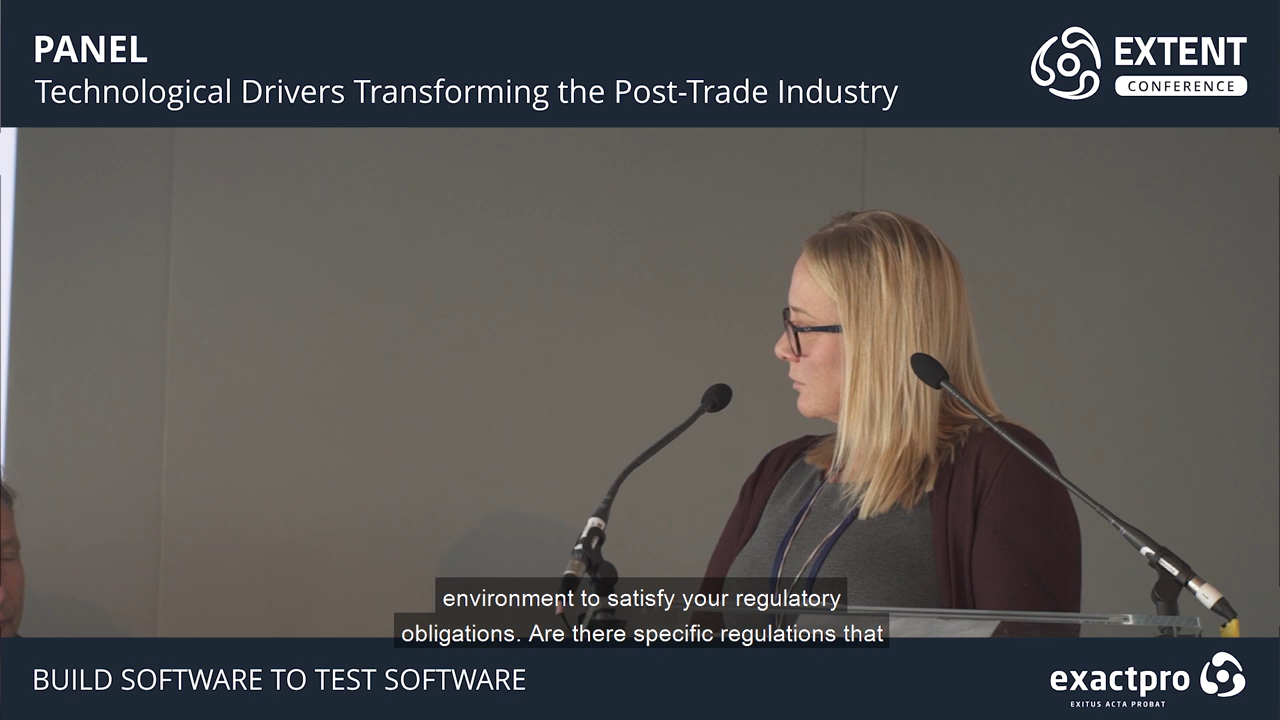 PANEL
Technological Drivers Transforming the Post-Trade Industry
EXTENT
CONFERENCE
environment to satisfy your regulatory
obligations. Are there specific regulations that
BUILD SOFTWARE TO TEST SOFTWARE
exactpro
EXITUS ACTA PROBAT